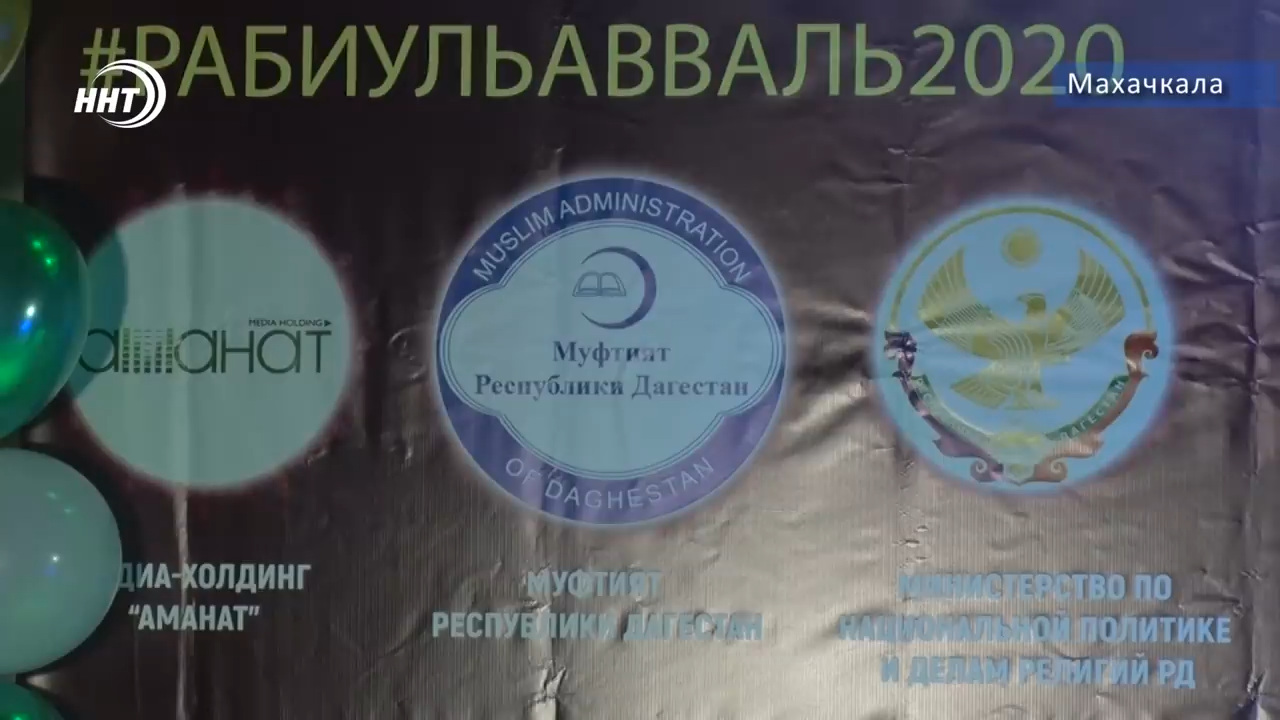 #РАБИУЛЬАВВАЛЬ2020
ННТ
Махачкала
MEDIA HOLDING
аманат
MUSLIM ADMINISTRATION
Муфтият
Республики Дагестан
OF DAGHESTAN
ДАГЕСТАН
ДИА-ХОЛДИНГ
“АМАНАТ”
МУФТИЯТ
РЕСПУБЛИКИ ДАГЕСТАН
МИНИСТЕРСТВО ПО
НАЦИОНАЛЬНОЙ ПОЛИТИКЕ
И ДЕЛАМ РЕЛИГИЙ РД